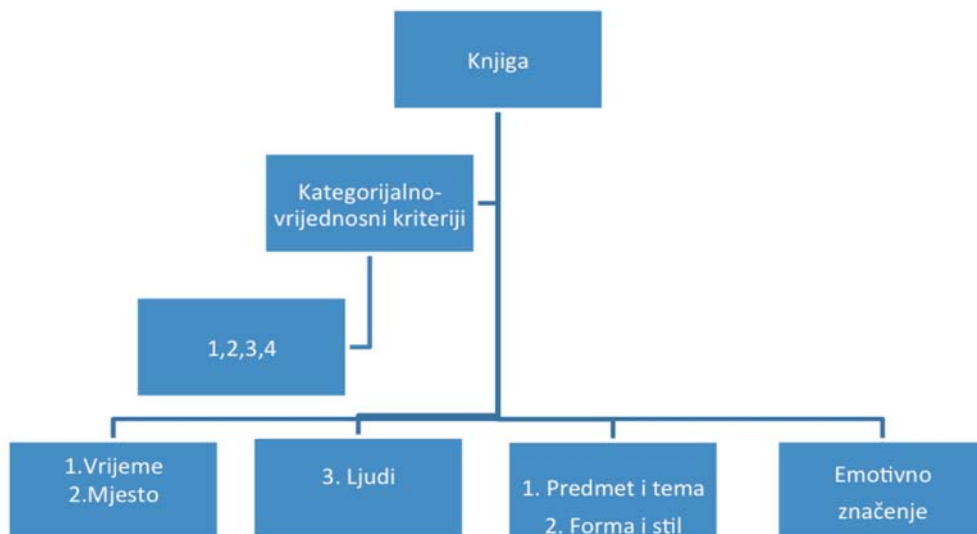 Knjiga
Kategorijalno-
vrijednosni kriteriji
1,2,3,4
1.Vrijeme
2.Mjesto
3. Ljudi
1. Predmet i tema
2. Forma i stil
Emotivno
značenje